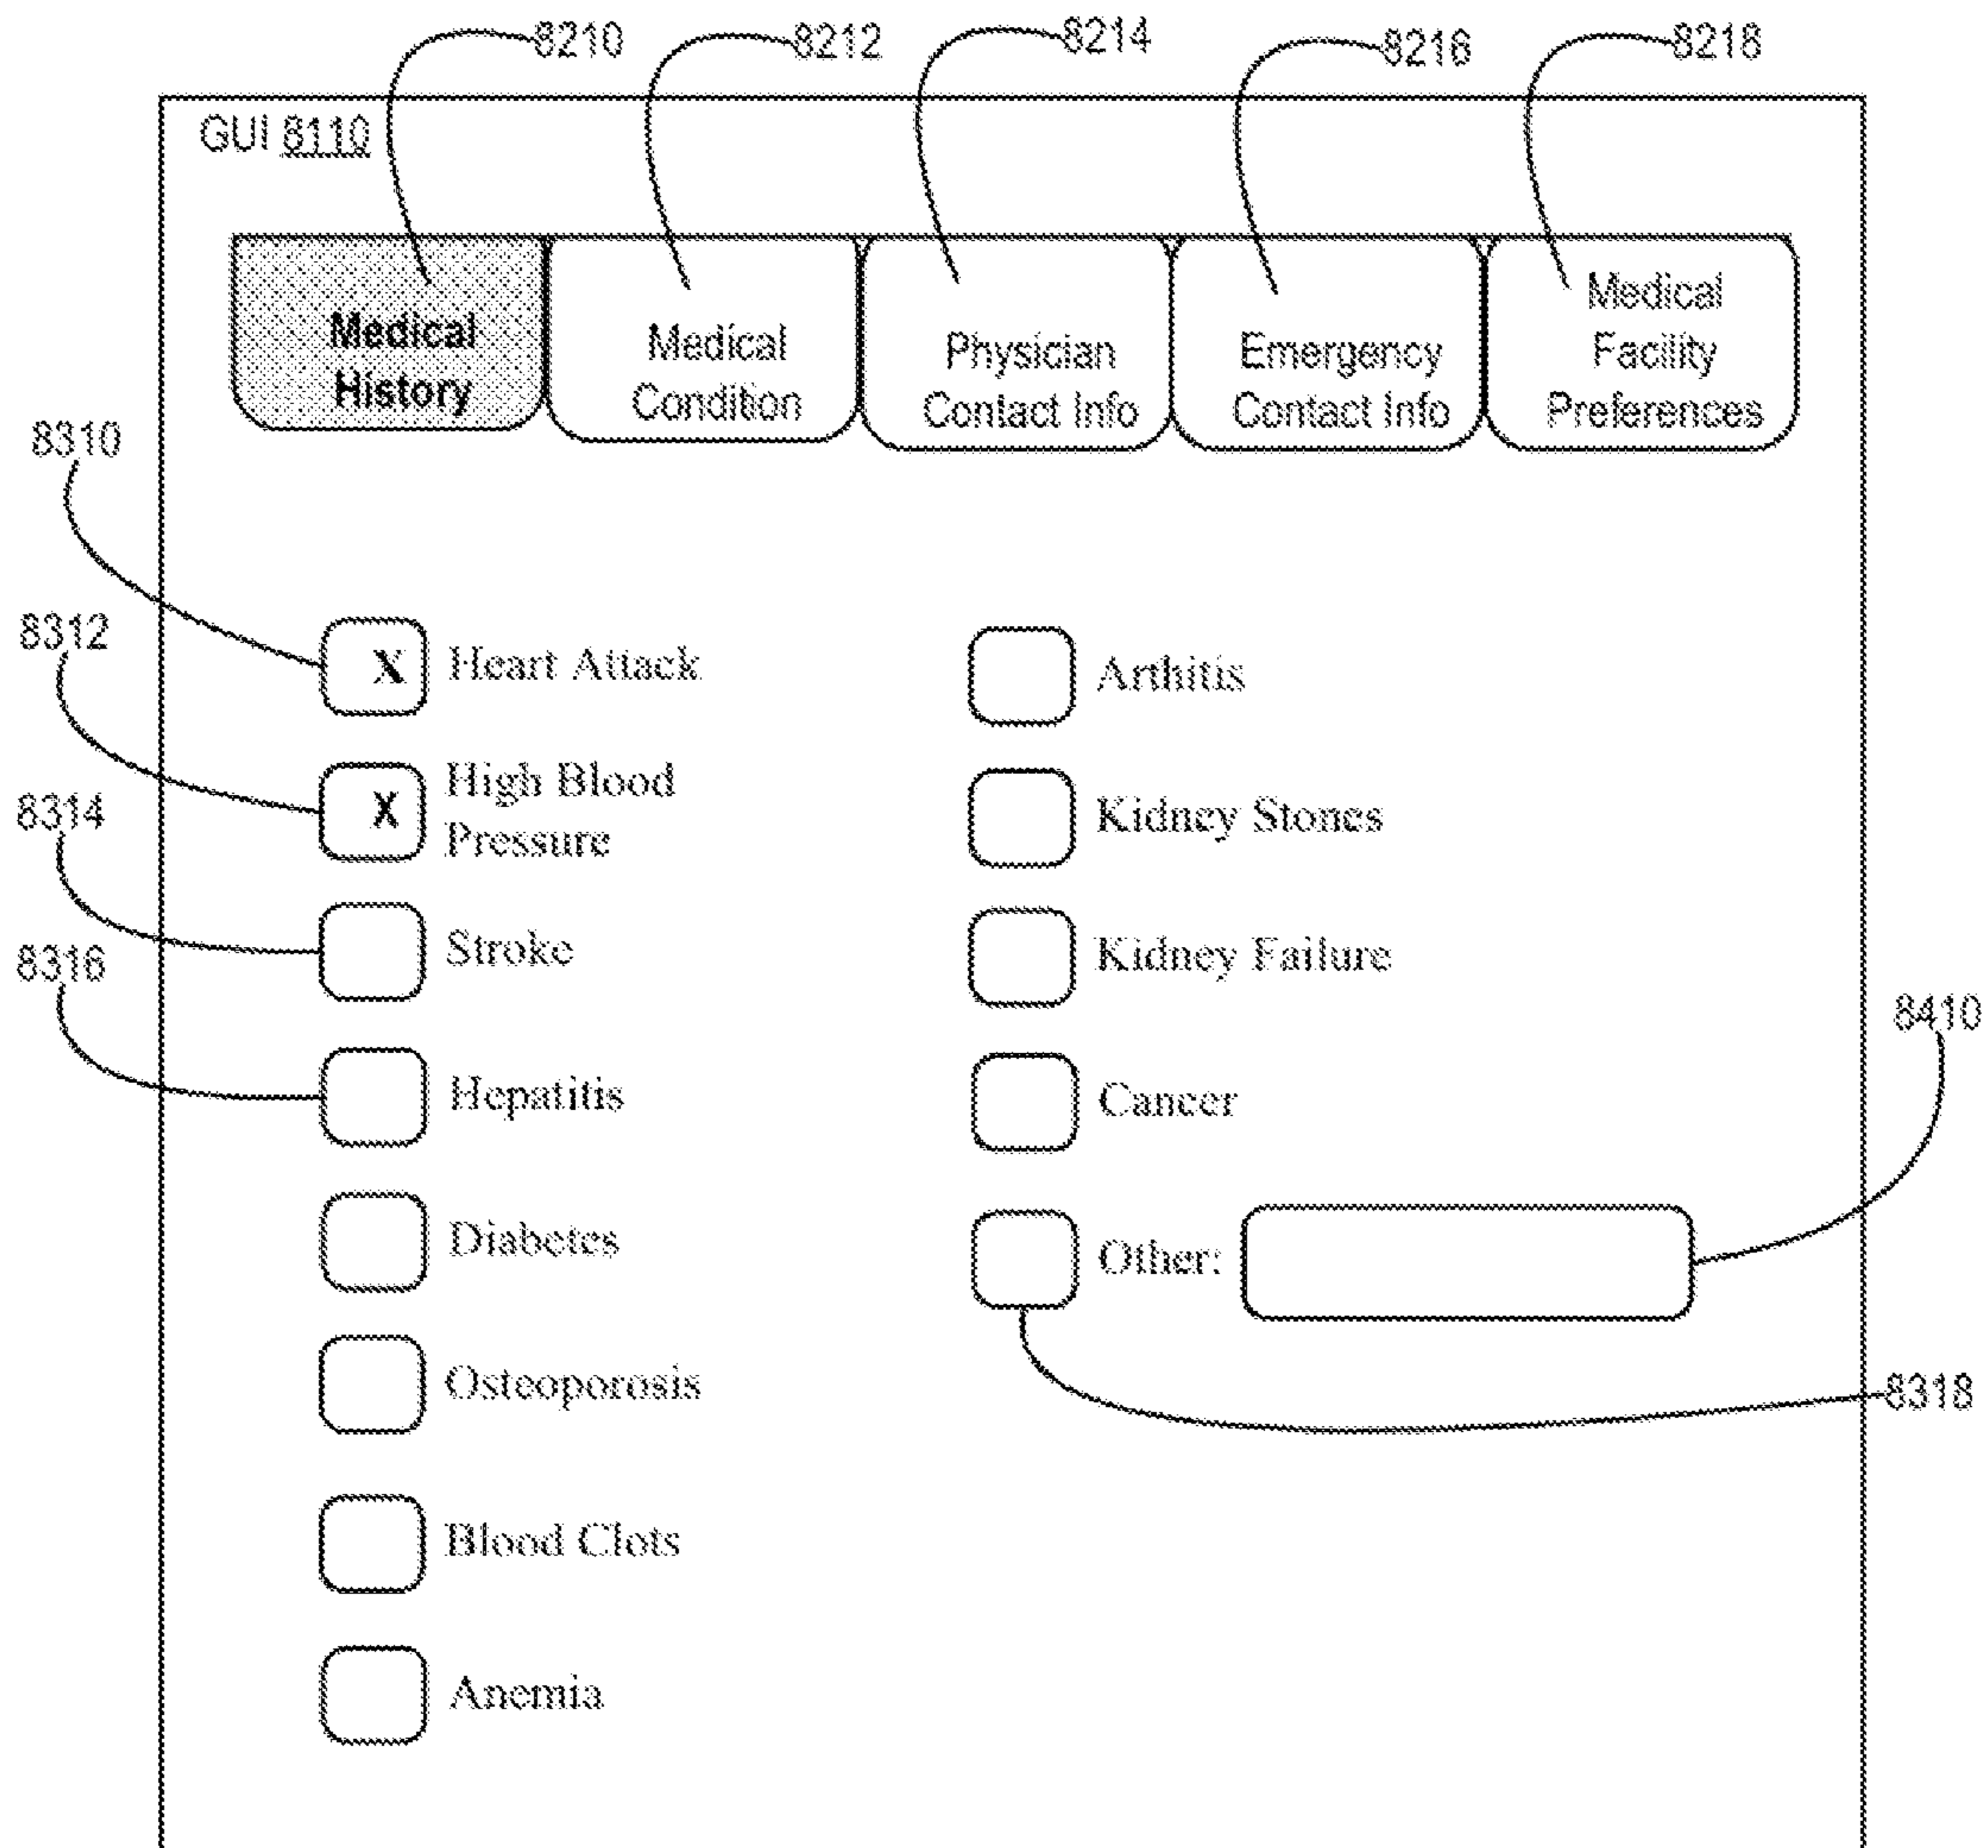 8210
8212
8214
8216
8218
GUI 8110
Medical
History
Medical
Condition
Physician
Contact Info
Emergency
Contact Info
Medical
Facility
Preferences
8310
X Heart Attack
Arthitis
8312
X High Blood
Pressure
Kidney Stones
8314
Stroke
Kidney Failure
8316
Hepatitis
Cancer
8410
Diabetes
Other:
Osteoporosis
8318
Blood Clots
Anemia